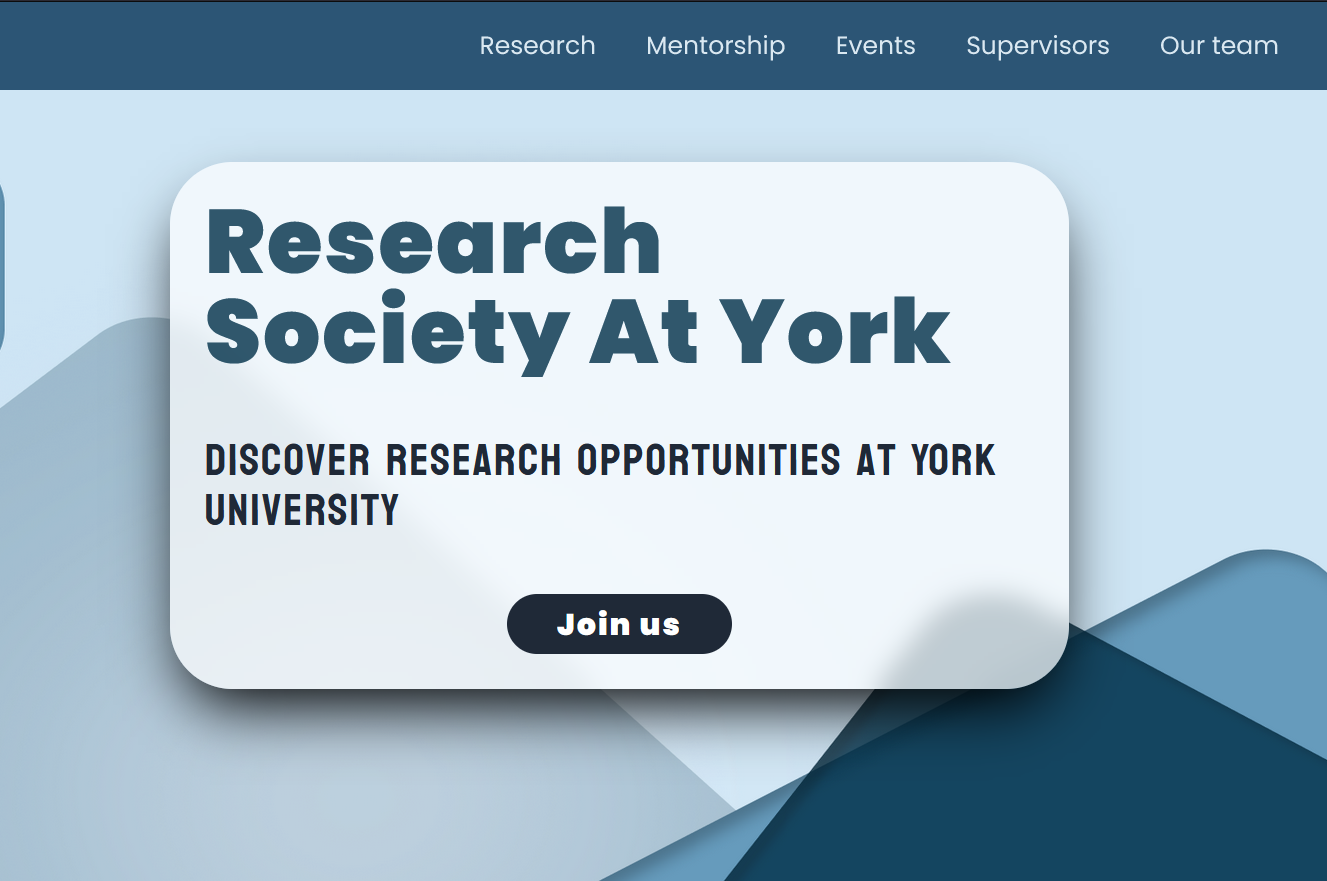 Research
Mentorship
Events
Supervisors
Our team
Research
Society At York
DISCOVER RESEARCH OPPORTUNITIES AT YORK
UNIVERSITY
Join us